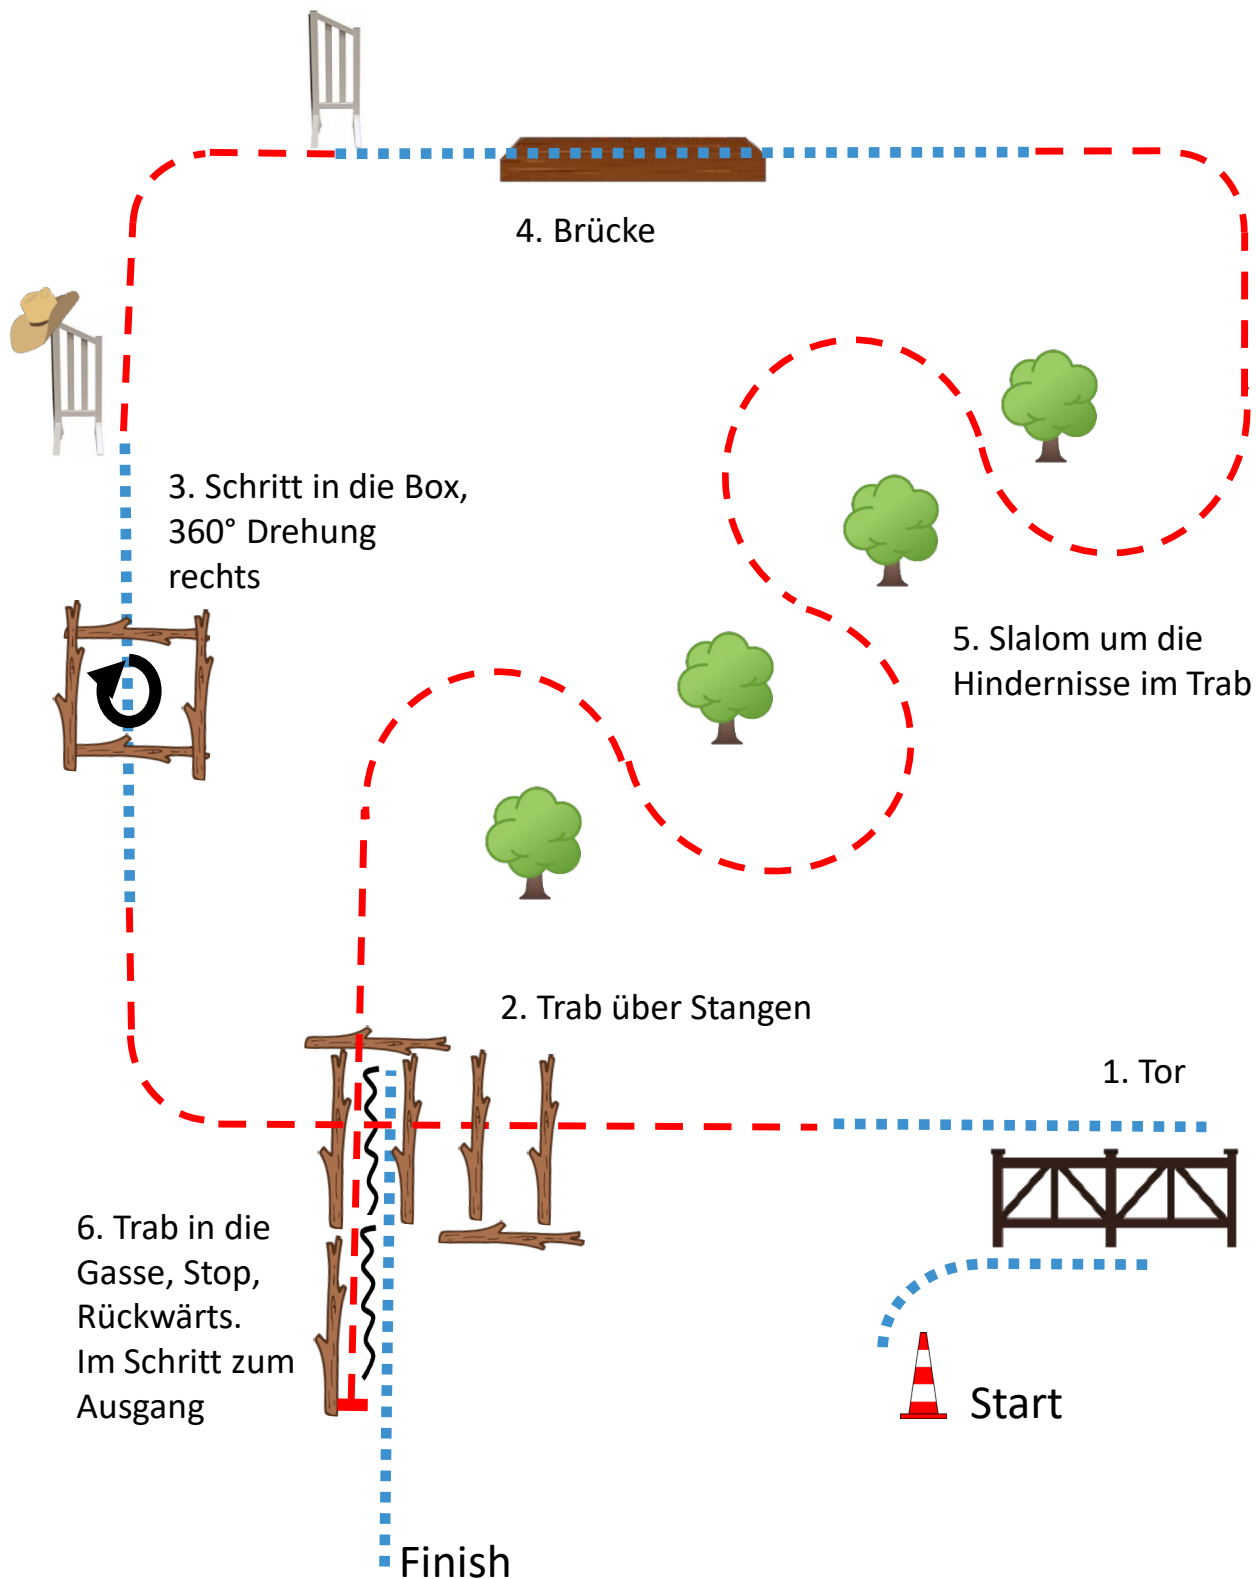 4. Brücke
3. Schritt in die Box,
360° Drehung
rechts
5. Slalom um die
Hindernisse im Trab
2. Trab über Stangen
1. Tor
6. Trab in die
Gasse, Stop,
Rückwärts.
Im Schritt zum
Ausgang
Start
Finish